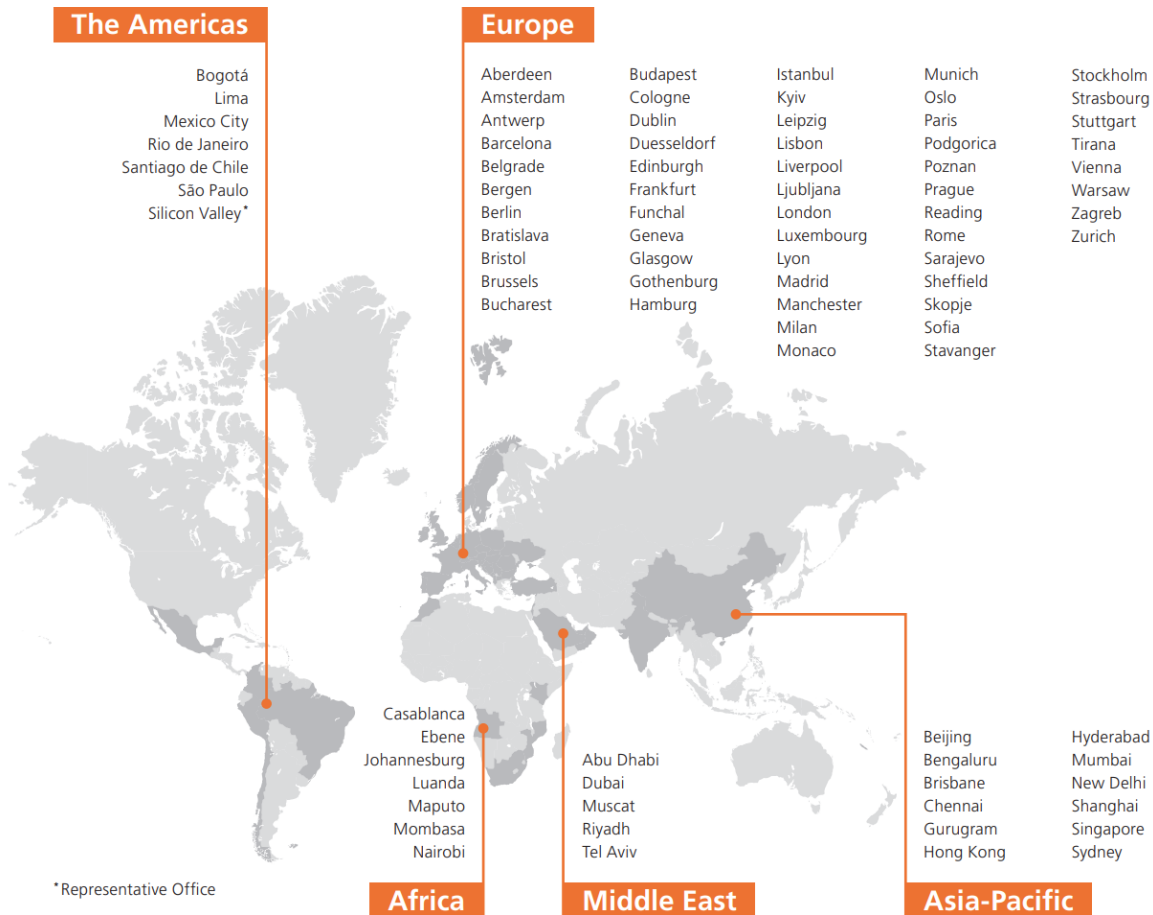 The Americas
Bogotá
Lima
Mexico City
Rio de Janeiro
Santiago de Chile
São Paulo
Silicon Valley*
Europe
Aberdeen
Amsterdam
Antwerp
Barcelona
Belgrade
Bergen
Berlin
Bratislava
Bristol
Brussels
Bucharest
Budapest
Cologne
Dublin
Duesseldorf
Edinburgh
Frankfurt
Funchal
Geneva
Glasgow
Gothenburg
Hamburg
Istanbul
Kyiv
Leipzig
Lisbon
Liverpool
Ljubljana
London
Luxembourg
Lyon
Madrid
Manchester
Milan
Monaco
Munich
Oslo
Paris
Podgorica
Poznan
Prague
Reading
Rome
Sarajevo
Sheffield
Skopje
Sofia
Stavanger
Stockholm
Strasbourg
Stuttgart
Tirana
Vienna
Warsaw
Zagreb
Zurich
Casablanca
Ebene
Johannesburg
Luanda
Maputo
Mombasa
Nairobi
Africa
Abu Dhabi
Dubai
Muscat
Riyadh
Tel Aviv
Middle East
Beijing
Bengaluru
Brisbane
Chennai
Gurugram
Hong Kong
Hyderabad
Mumbai
New Delhi
Shanghai
Singapore
Sydney
Asia-Pacific
*Representative Office